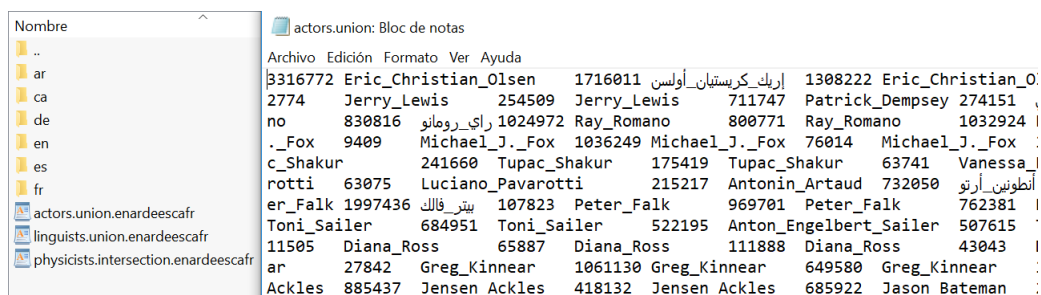 Nombre
..
ar
ca
de
en
es
fr
actors.union.enardeescafr
linguists.union.enardeescafr
physicists.intersection.enardeescafr
actors.union: Bloc de notas
Archivo Edición Formato Ver Ayuda
3316772 Eric_Christian_Olsen 1716011 إريك_كريستيان_أولسن 1308222 Eric_Christian_Ol
2774 Jerry_Lewis 254509 Jerry_Lewis 711747 Patrick_Dempsey 274151
no 830816 راي_رومانو 1024972 Ray_Romano 800771 Ray_Romano 1032924
._Fox 9409 Michael_J._Fox 1036249 Michael_J._Fox 76014 Michael_J._Fox
c_Shakur 241660 Tupac_Shakur 175419 Tupac_Shakur 63741 Vanessa_
rotti 63075 Luciano_Pavarotti 215217 Antonin_Artaud 732050 أنطونين_أرتو
er_Falk 1997436 بيتر_فالك 107823 Peter_Falk 969701 Peter_Falk 762381
Toni_Sailer 684951 Toni_Sailer 522195 Anton_Engelbert_Sailer 507615
11505 Diana_Ross 65887 Diana_Ross 111888 Diana_Ross 43043
ar 27842 Greg_Kinnear 1061130 Greg_Kinnear 649580 Greg_Kinnear
Ackles 885437 Jensen Ackles 418132 Jensen Ackles 685922 Jason Bateman